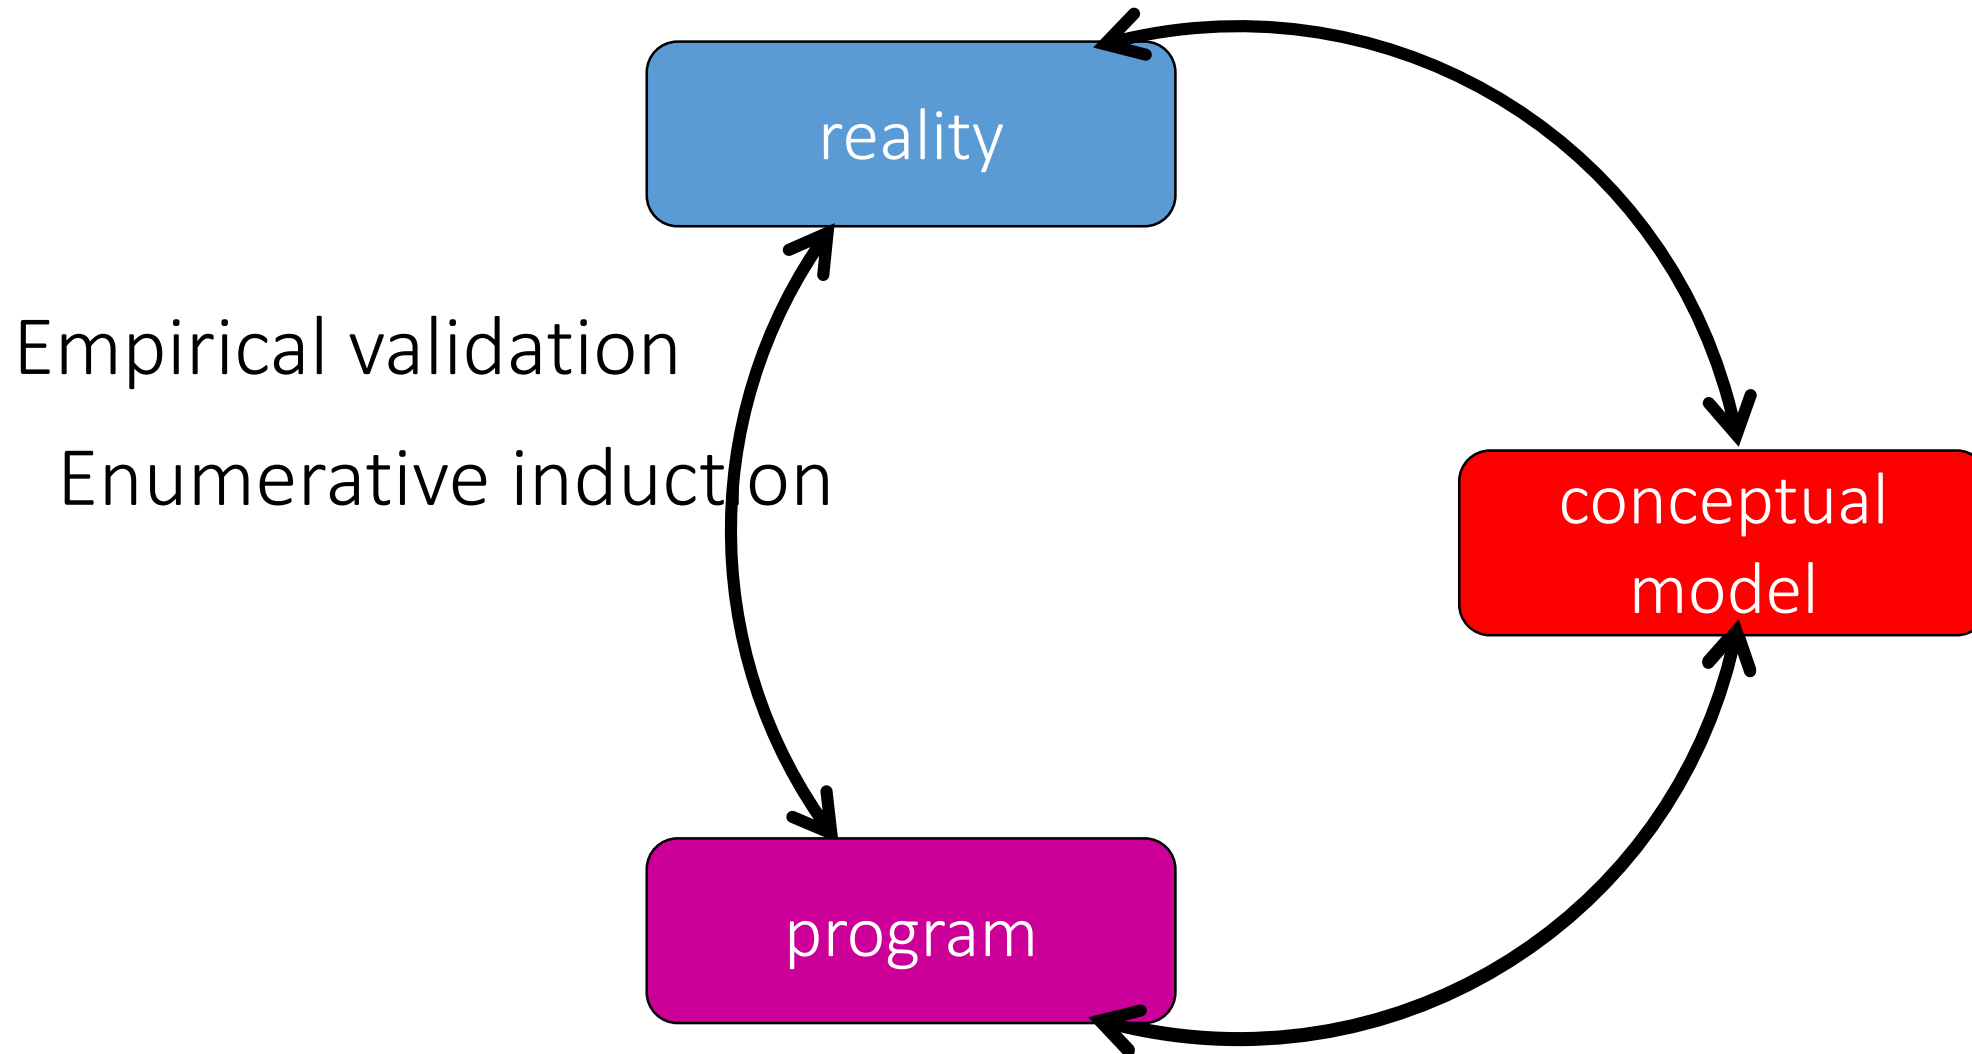 reality
Empirical validation
Enumerative induction
conceptual
model
program